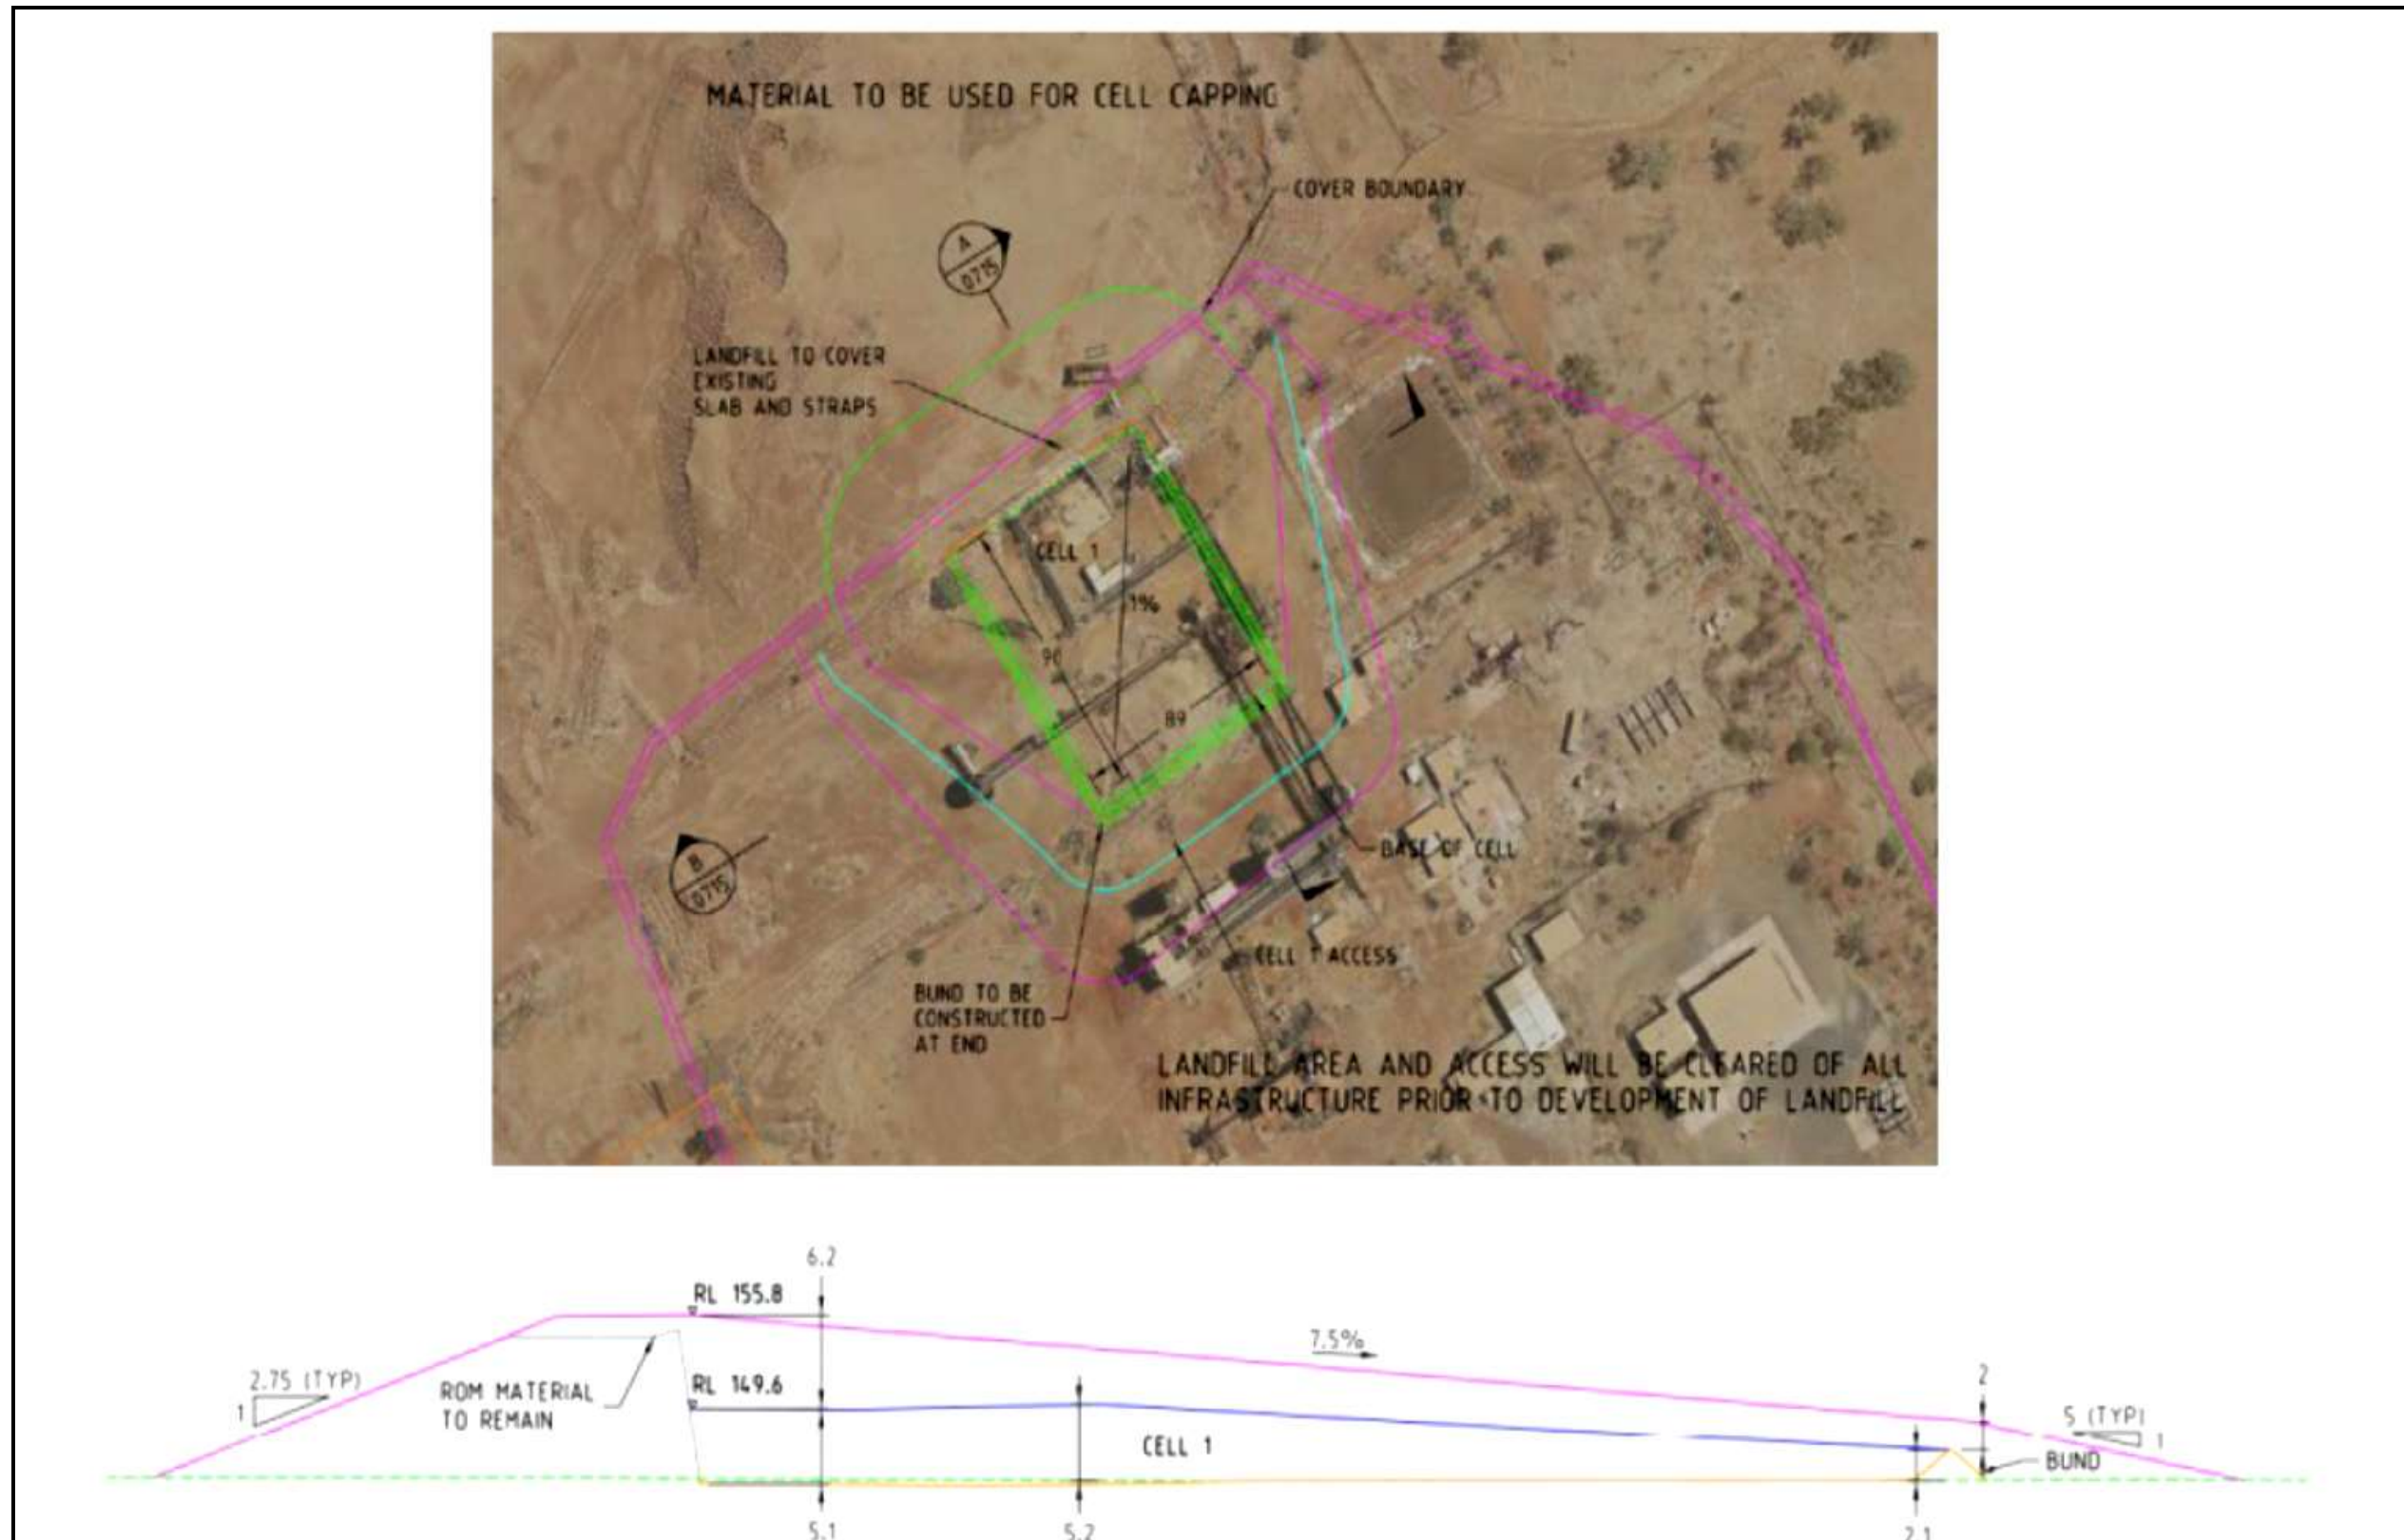 MATERIAL TO BE USED FOR CELL CAPPING
COVER BOUNDARY
A
0715
LANDFILL TO COVER
EXISTING
SLAB AND STRAPS
CELL 1
1%
89
B
0715
BASE OF CELL
CELL 1 ACCESS
BUND TO BE
CONSTRUCTED
AT END
LANDFILL AREA AND ACCESS WILL BE CLEARED OF ALL
INFRASTRUCTURE PRIOR TO DEVELOPMENT OF LANDFILL
6.2
RL 155.8
7.5%
2.75 (TYP)
1
ROM MATERIAL
TO REMAIN
RL 149.6
CELL 1
2
5 (TYP)
1
BUND
5.1
5.2
2.1